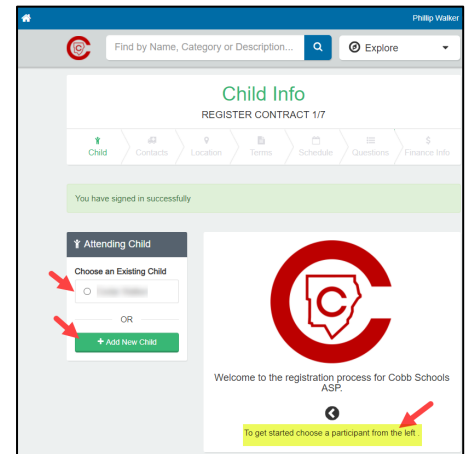 Phillip Walker
C
Find by Name, Category or Description...
Explore
Child Info
REGISTER CONTRACT 1/7
Child
Contacts
Location
Terms
Schedule
Questions
Finance Info
You have signed in successfully
Attending Child
Choose an Existing Child
OR
+ Add New Child
C
Welcome to the registration process for Cobb Schools
ASP.
To get started choose a participant from the left .